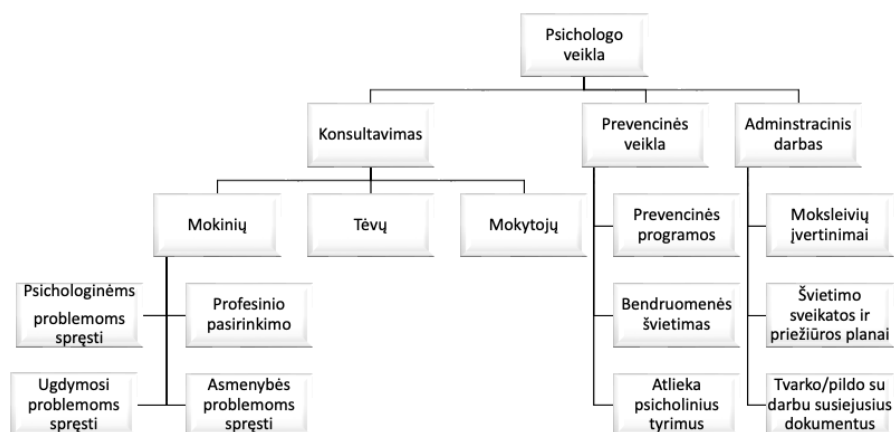 Psichologo
veikla
Konsultavimas
Prevencinės
veikla
Adminstracinis
darbas
Mokinių
Tėvų
Mokytojų
Prevencinės
programos
Moksleivių
įvertinimai
Psichologinėms
problemoms
spręsti
Profesinio
pasirinkimo
Bendruomenės
švietimas
Švietimo
sveikatos ir
priežiūros planai
Ugdymosi
problemoms
spręsti
Asmenybės
problemoms
spręsti
Atlieka
psicholinius
tyrimus
Tvarko/pildo su
darbu susiejusius
dokumentus